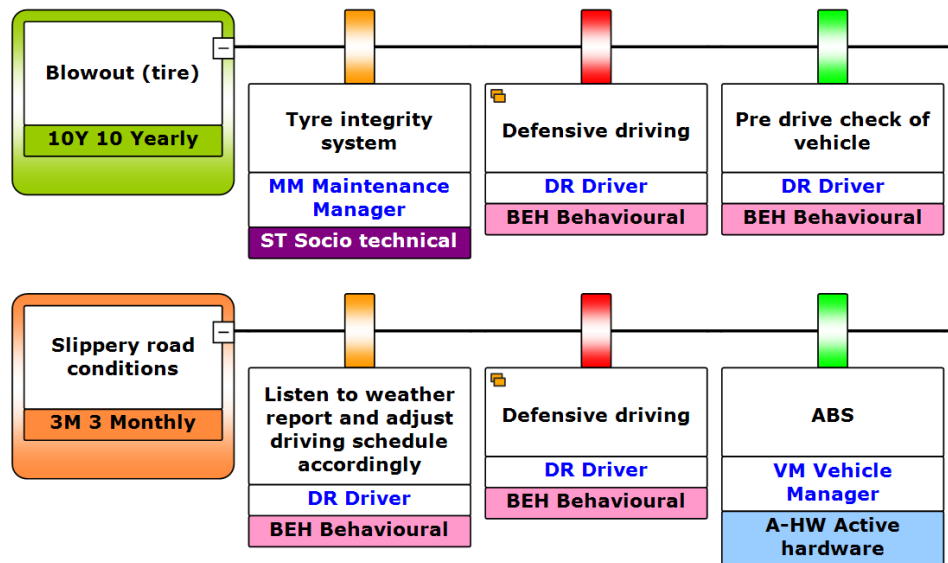 Blowout (tire)
10Y 10 Yearly
Tyre integrity
system
MM Maintenance
Manager
ST Socio technical
Defensive driving
DR Driver
BEH Behavioural
Pre drive check of
vehicle
DR Driver
BEH Behavioural
Slippery road
conditions
3M 3 Monthly
Listen to weather
report and adjust
driving schedule
accordingly
DR Driver
BEH Behavioural
Defensive driving
DR Driver
BEH Behavioural
ABS
VM Vehicle
Manager
A-HW Active
hardware